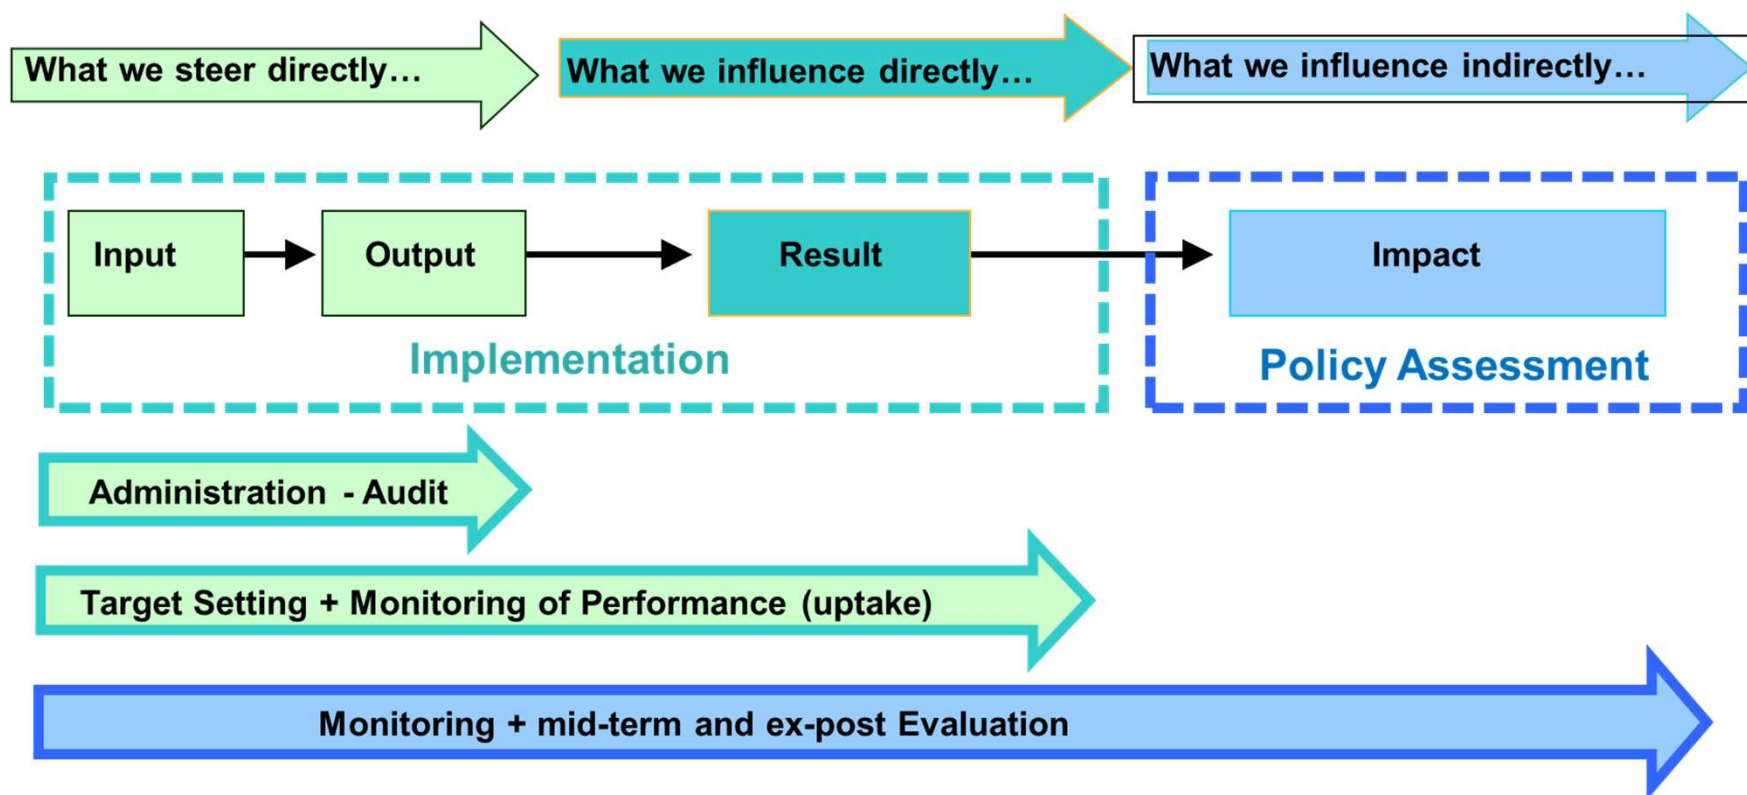 What we steer directly…
What we influence directly…
What we influence indirectly…
Input
Output
Result
Impact
Implementation
Policy Assessment
Administration - Audit
Target Setting + Monitoring of Performance (uptake)
Monitoring + mid-term and ex-post Evaluation